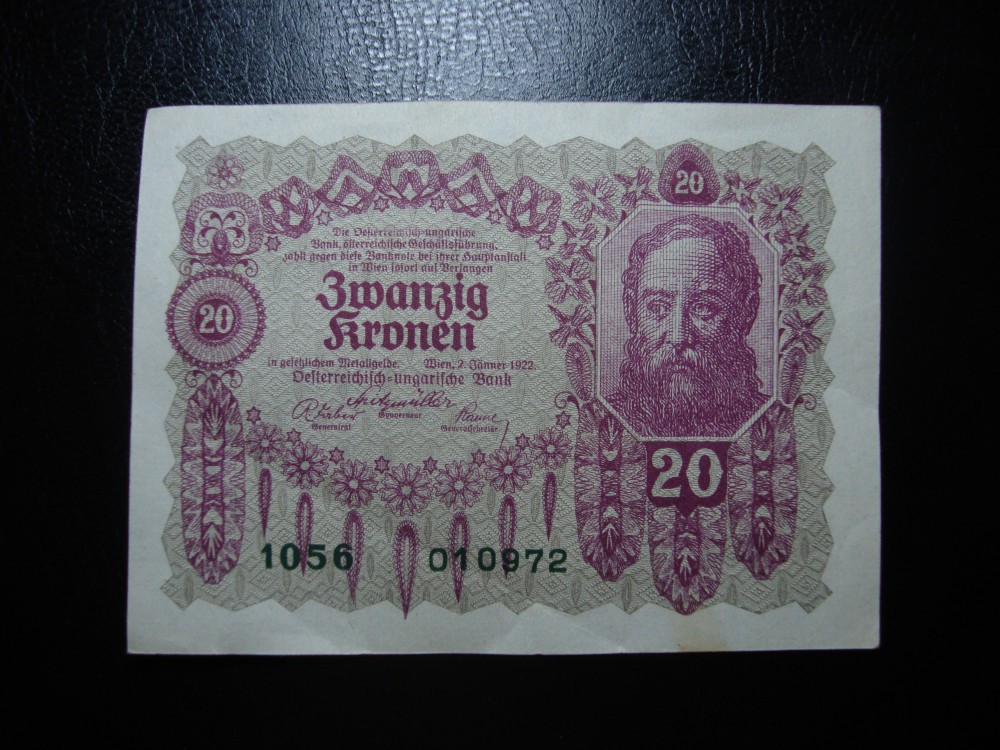 20
Die Oesterreichisch-ungarische
Bank, österreichische Geschäftsführung,
zahlt gegen diese Banknote bei ihrer Hauptanstalt
in Wien sofort auf Verlangen
Zwanzig
Kronen
in gesetzlichem Metallgelde. Wien, 2. Jänner 1922.
Oesterreichisch-ungarische Bank
Gouverneur
Generalrat
Generalsekretär
20
20
1056 010972